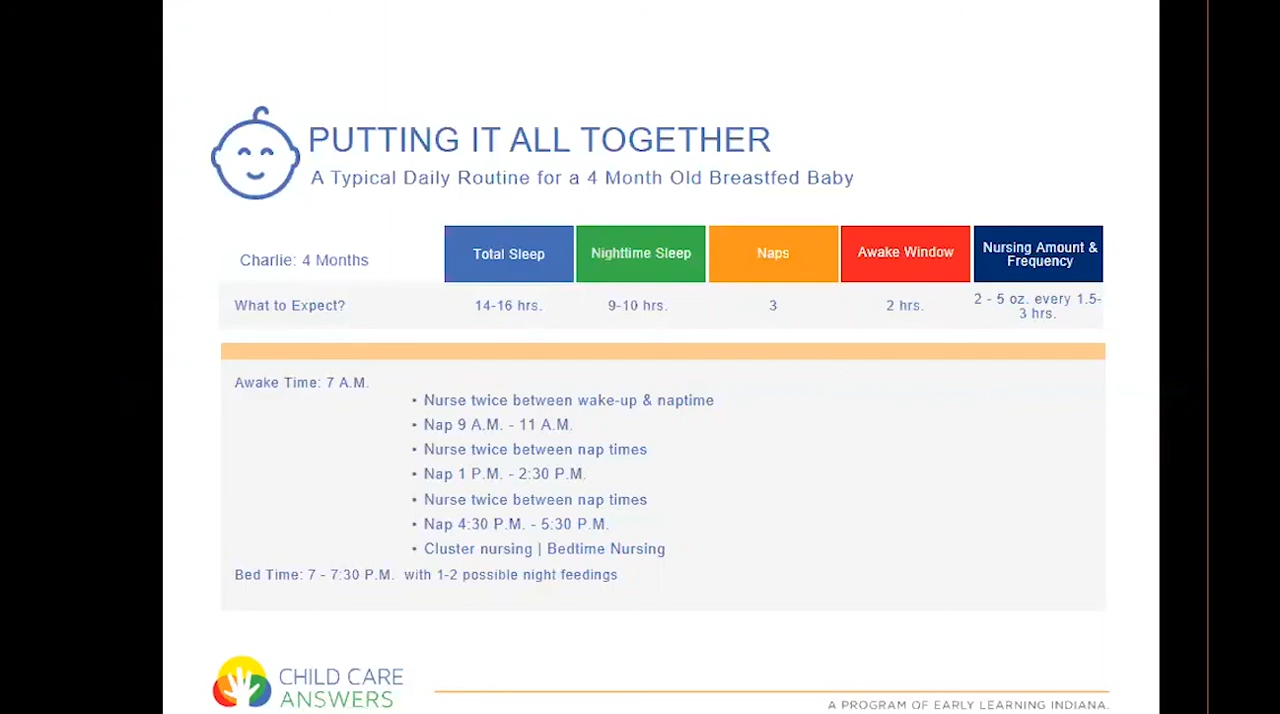 PUTTING IT ALL TOGETHER
A Typical Daily Routine for a 4 Month Old Breastfed Baby
Charlie: 4 Months
Total Sleep
Nighttime Sleep
Naps
Awake Window
Nursing Amount &
Frequency
What to Expect?
14-16 hrs.
9-10 hrs.
3
2 hrs.
2 - 5 oz. every 1.5-
3 hrs.
Awake Time: 7 A.M.
• Nurse twice between wake-up & naptime
• Nap 9 A.M. - 11 A.M.
• Nurse twice between nap times
• Nap 1 P.M. - 2:30 P.M.
• Nurse twice between nap times
• Nap 4:30 P.M. - 5:30 P.M.
• Cluster nursing | Bedtime Nursing
Bed Time: 7 - 7:30 P.M. with 1-2 possible night feedings
CHILD CARE
ANSWERS
A PROGRAM OF EARLY LEARNING INDIANA.